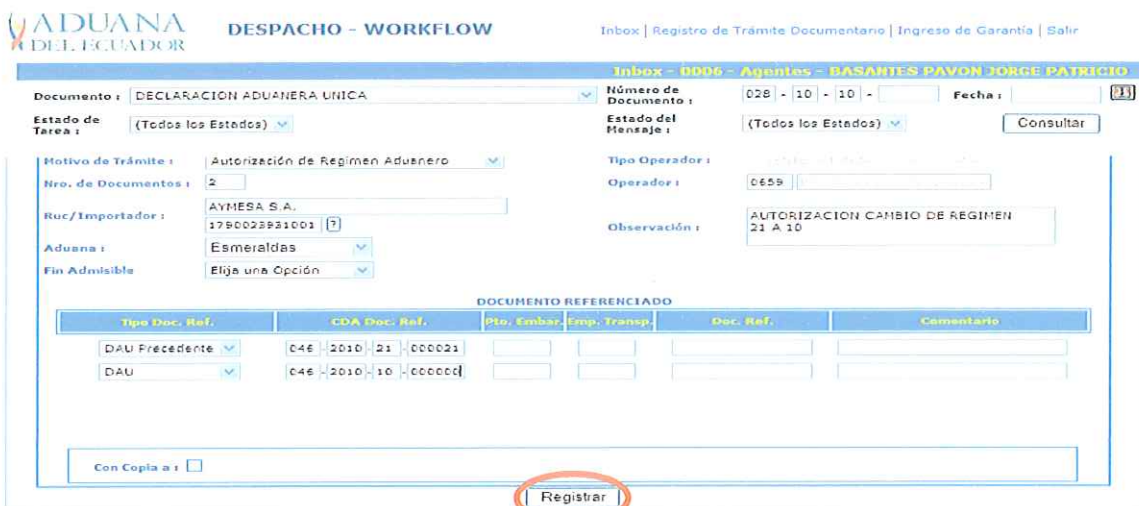 ADUANA
DEL ECUADOR
DESPACHO - WORKFLOW
Inbox | Registro de Trámite Documentario | Ingreso de Garantía | Salir
Inbox - 0006 - Agentes - BASANTES PAVON JORGE PATRICIO
Documento : DECLARACION ADUANERA UNICA Número de Documento : 028 - 10 - 10 - Fecha :
Estado de Tarea : (Todos los Estados) Estado del Mensaje : (Todos los Estados) Consultar
Motivo de Trámite : Autorización de Regimen Aduanero Tipo Operador :
Nro. de Documentos : 2 Operador : 0659
Ruc/Importador : AYMESA S.A.
1790023931001 ? Observación : AUTORIZACION CAMBIO DE REGIMEN
21 A 10
Aduana : Esmeraldas
Fin Admisible Elija una Opción
DOCUMENTO REFERENCIADO
Tipo Doc. Ref. CDA Doc. Ref. Pto. Embar. Emp. Transp. Doc. Ref. Comentario
DAU Precedente 046 - 2010 - 21 - 000021
DAU 046 - 2010 - 10 - 000000
Con Copia a :
Registrar